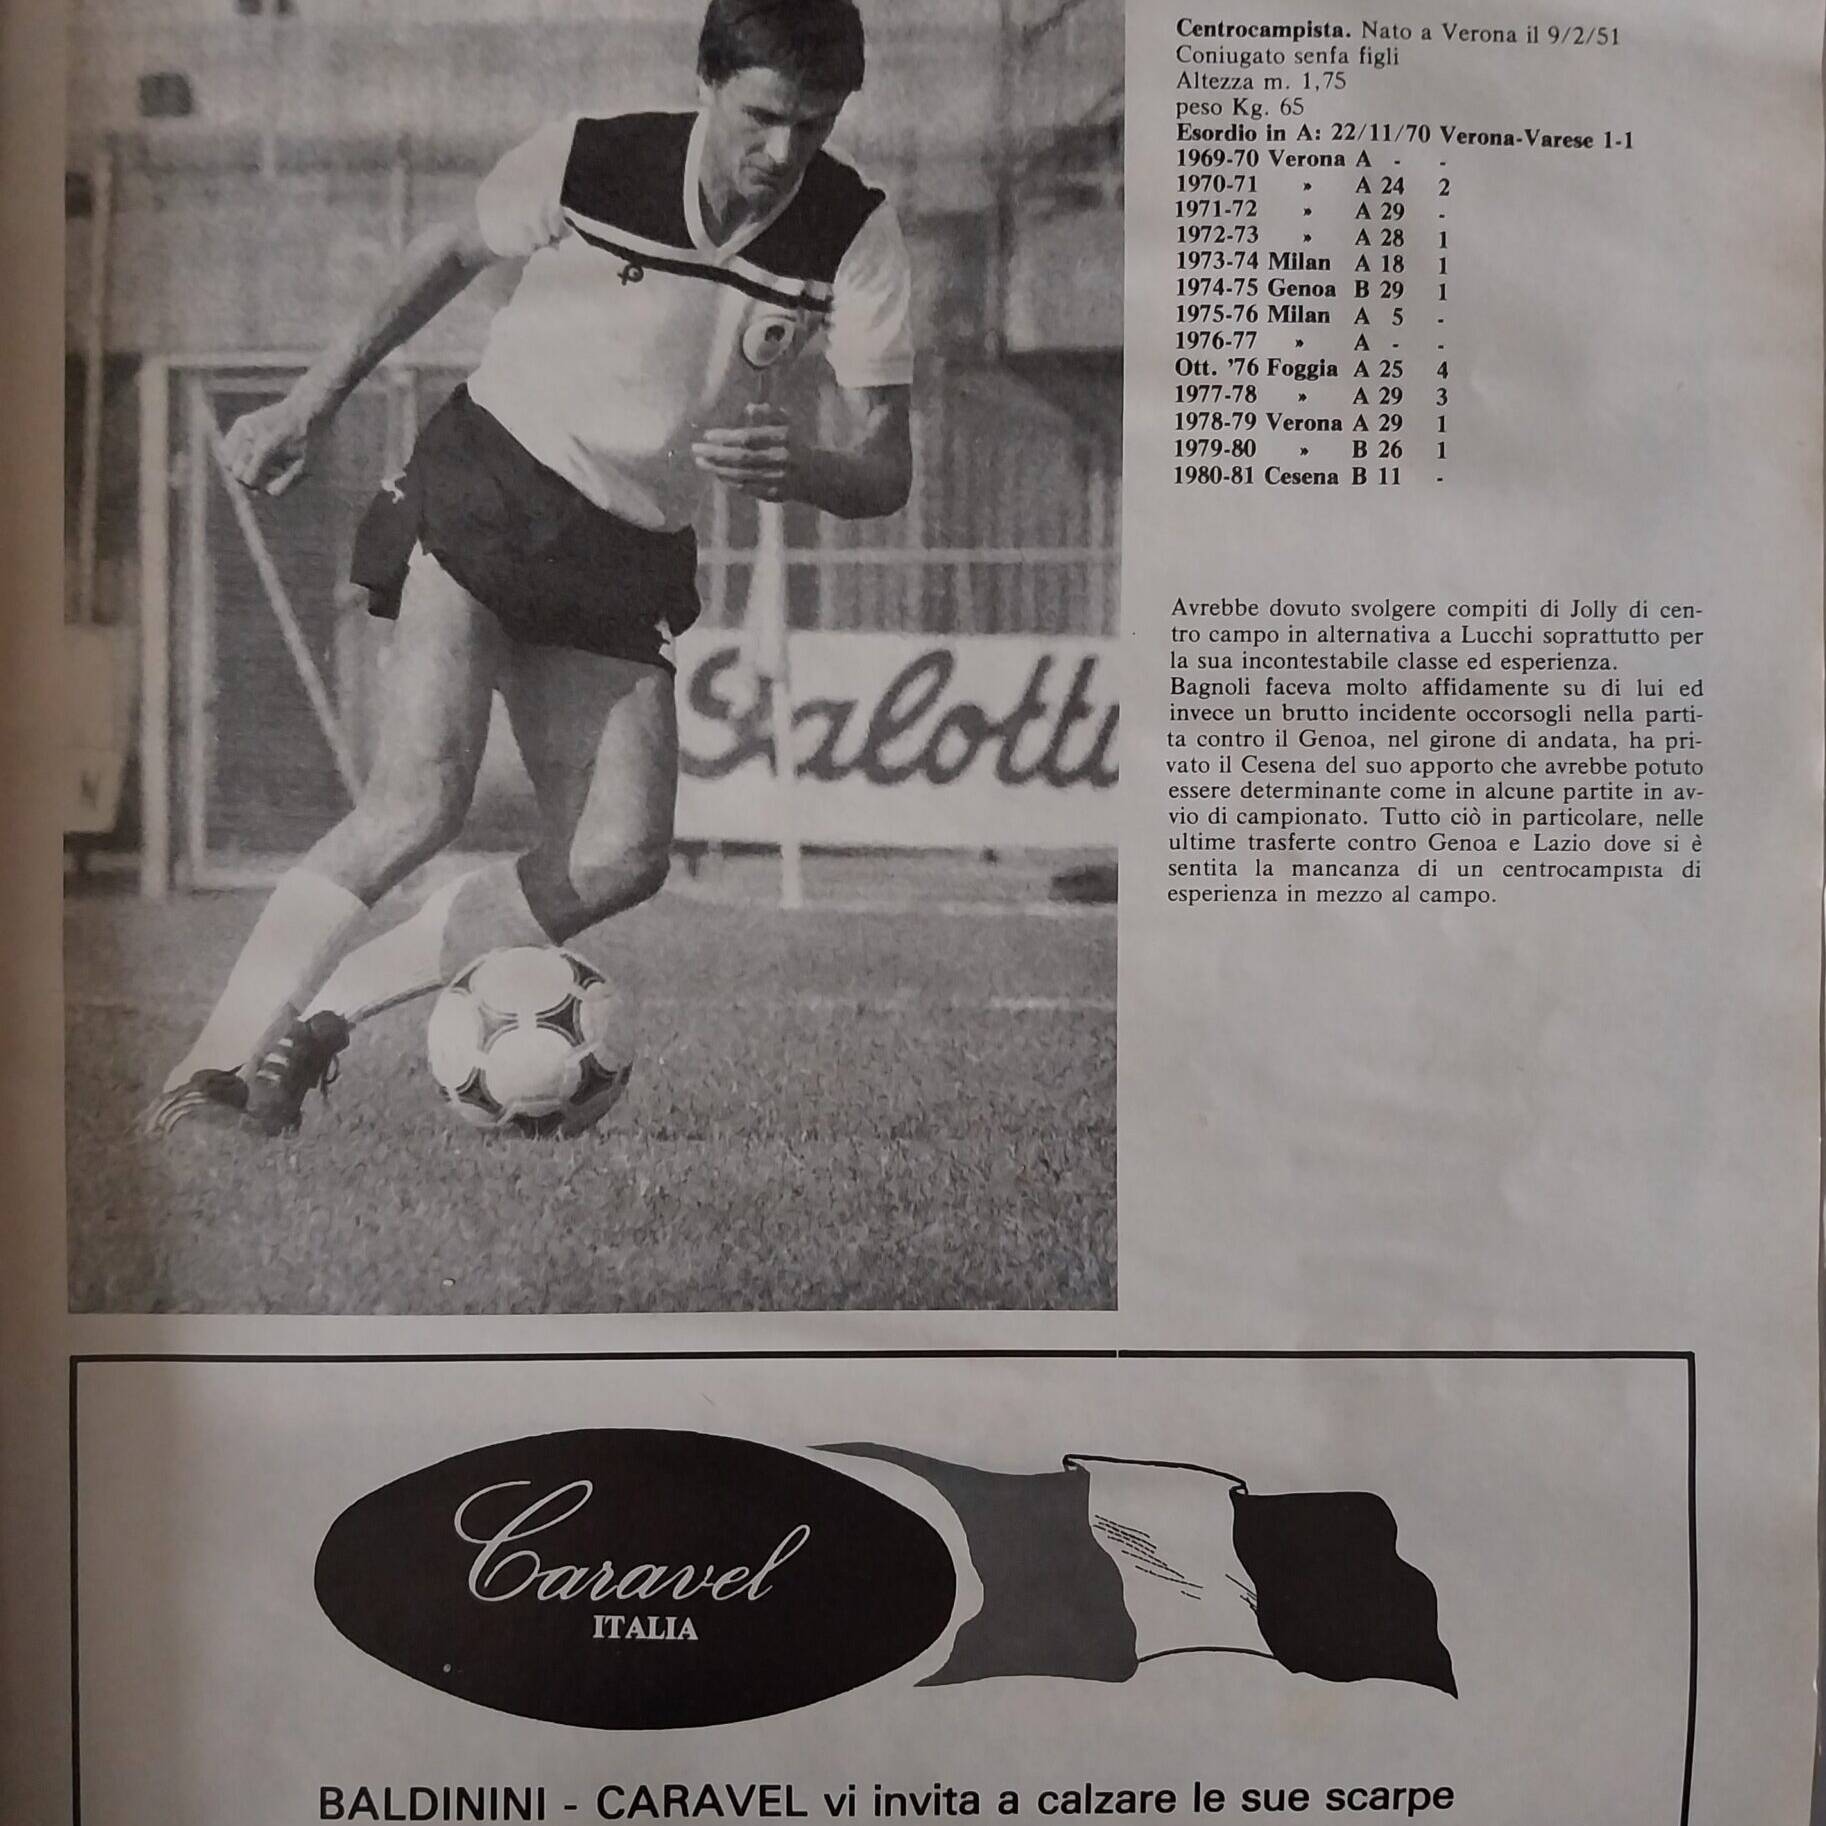 Centrocampista. Nato a Verona il 9/2/51
Coniugato senfa figli
Altezza m. 1,75
peso Kg. 65
Esordio in A: 22/11/70 Verona-Varese 1-1
1969-70 Verona A - -
1970-71 » A 24 2
1971-72 » A 29 -
1972-73 » A 28 1
1973-74 Milan A 18 1
1974-75 Genoa B 29 1
1975-76 Milan A 5 -
1976-77 » A - -
Ott. '76 Foggia A 25 4
1977-78 » A 29 3
1978-79 Verona A 29 1
1979-80 » B 26 1
1980-81 Cesena B 11 -
Avrebbe dovuto svolgere compiti di Jolly di cen-
tro campo in alternativa a Lucchi soprattutto per
la sua incontestabile classe ed esperienza.
Bagnoli faceva molto affidamente su di lui ed
invece un brutto incidente occorsogli nella parti-
ta contro il Genoa, nel girone di andata, ha pri-
vato il Cesena del suo apporto che avrebbe potuto
essere determinante come in alcune partite in av-
vio di campionato. Tutto ciò in particolare, nelle
ultime trasferte contro Genoa e Lazio dove si è
sentita la mancanza di un centrocampista di
esperienza in mezzo al campo.
Caravel
ITALIA
BALDININI - CARAVEL vi invita a calzare le sue scarpe